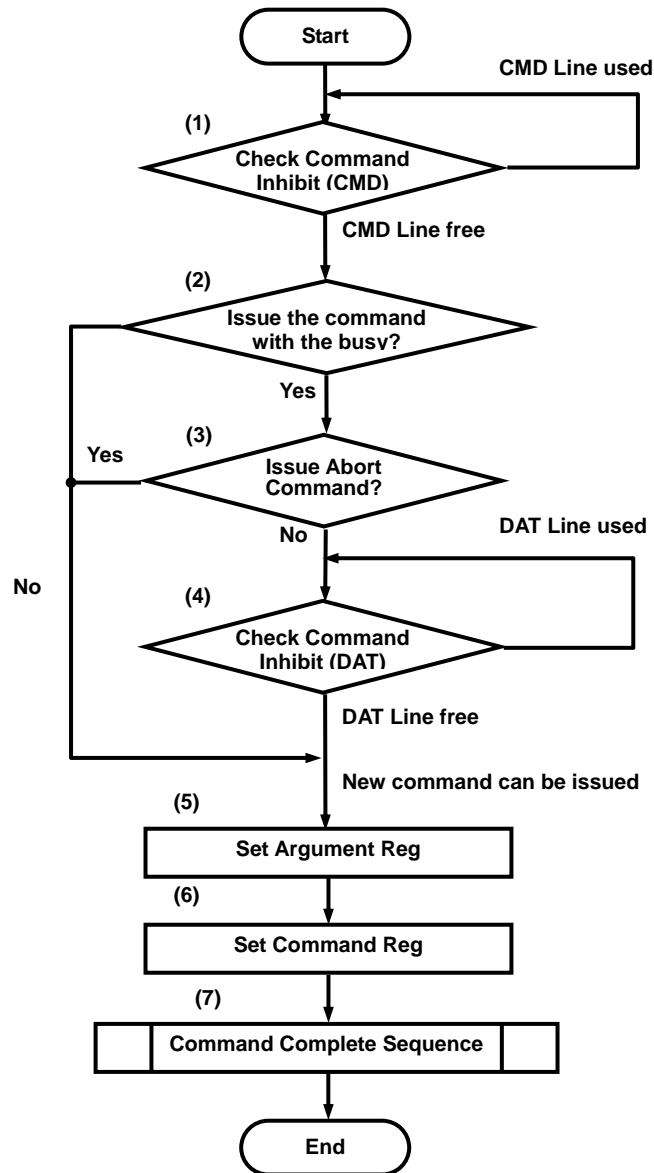 Start
CMD Line used
(1)
Check Command
Inhibit (CMD)
CMD Line free
(2)
Issue the command
with the busy?
Yes
(3)
Yes
Issue Abort
Command?
No
DAT Line used
No
(4)
Check Command
Inhibit (DAT)
DAT Line free
New command can be issued
(5)
Set Argument Reg
(6)
Set Command Reg
(7)
Command Complete Sequence
End